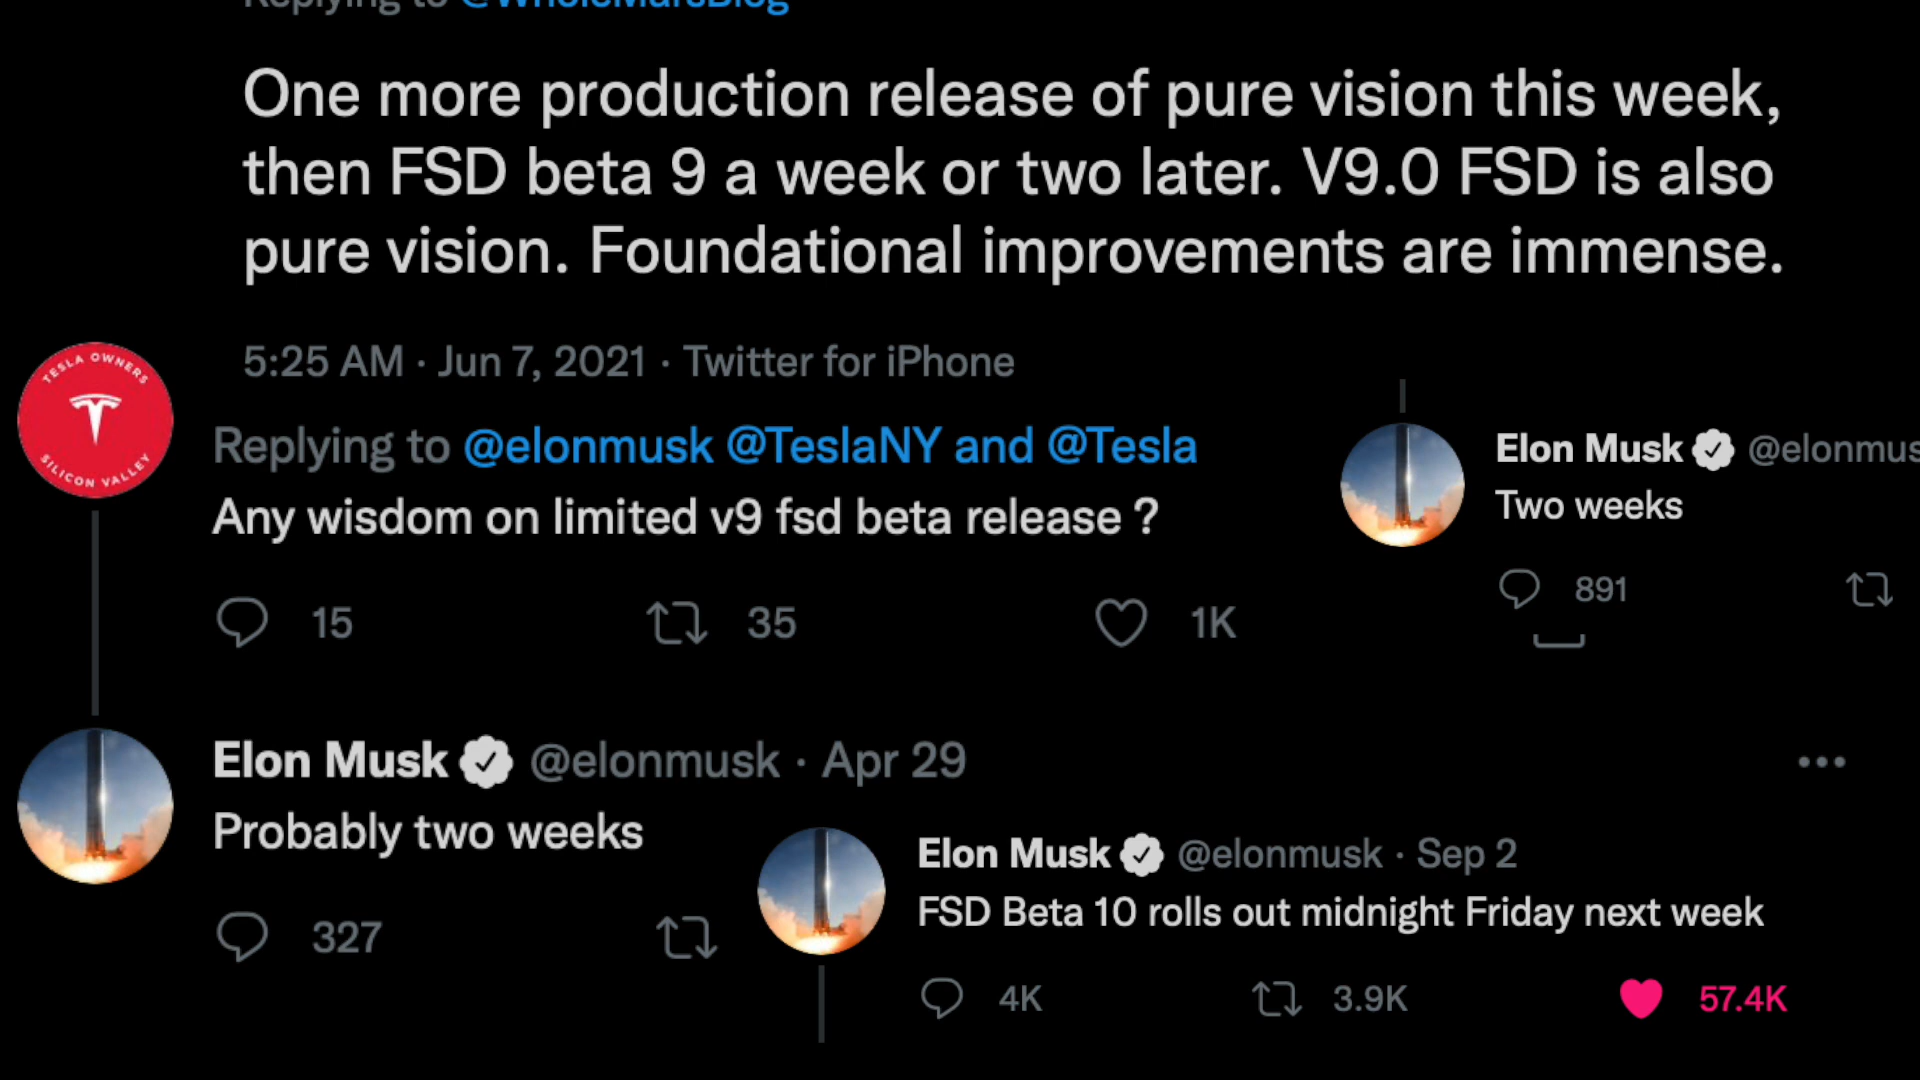 Replying to @WholeMarsBlog
One more production release of pure vision this week,
then FSD beta 9 a week or two later. V9.0 FSD is also
pure vision. Foundational improvements are immense.
5:25 AM · Jun 7, 2021 · Twitter for iPhone
TESLA OWNERS
SILICON VALLEY
Replying to @elonmusk @TeslaNY and @Tesla
Any wisdom on limited v9 fsd beta release ?
15 35 1K
Elon Musk @elonmus
Two weeks
891
Elon Musk @elonmusk · Apr 29
Probably two weeks
327
Elon Musk @elonmusk · Sep 2
FSD Beta 10 rolls out midnight Friday next week
4K 3.9K 57.4K